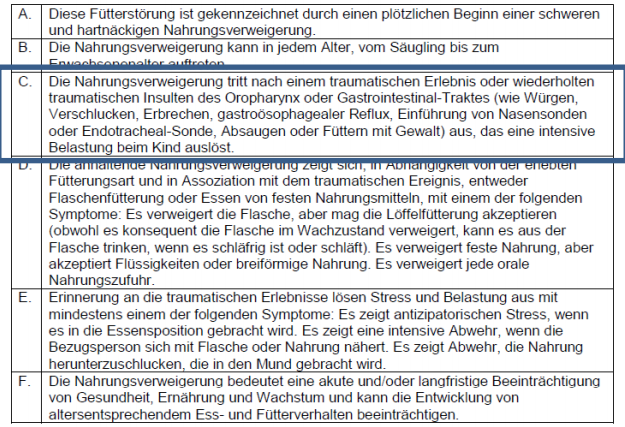 A. Diese Fütterstörung ist gekennzeichnet durch einen plötzlichen Beginn einer schweren
und hartnäckigen Nahrungsverweigerung.
B. Die Nahrungsverweigerung kann in jedem Alter, vom Säugling bis zum
Erwachsenenalter auftreten.
C. Die Nahrungsverweigerung tritt nach einem traumatischen Erlebnis oder wiederholten
traumatischen Insulten des Oropharynx oder Gastrointestinal-Traktes (wie Würgen,
Verschlucken, Erbrechen, gastroösophagealer Reflux, Einführung von Nasensonden
oder Endotracheal-Sonde, Absaugen oder Füttern mit Gewalt) aus, das eine intensive
Belastung beim Kind auslöst.
D. Die anhaltende Nahrungsverweigerung zeigt sich, in Abhängigkeit von der erlebten
Fütterungsart und in Assoziation mit dem traumatischen Ereignis, entweder
Flaschenfütterung oder Essen von festen Nahrungsmitteln, mit einem der folgenden
Symptome: Es verweigert die Flasche, aber mag die Löffelfütterung akzeptieren
(obwohl es konsequent die Flasche im Wachzustand verweigert, kann es aus der
Flasche trinken, wenn es schläfrig ist oder schläft). Es verweigert feste Nahrung, aber
akzeptiert Flüssigkeiten oder breiförmige Nahrung. Es verweigert jede orale
Nahrungszufuhr.
E. Erinnerung an die traumatischen Erlebnisse lösen Stress und Belastung aus mit
mindestens einem der folgenden Symptome: Es zeigt antizipatorischen Stress, wenn
es in die Essensposition gebracht wird. Es zeigt eine intensive Abwehr, wenn die
Bezugsperson sich mit Flasche oder Nahrung nähert. Es zeigt Abwehr, die Nahrung
herunterzuschlucken, die in den Mund gebracht wird.
F. Die Nahrungsverweigerung bedeutet eine akute und/oder langfristige Beeinträchtigung
von Gesundheit, Ernährung und Wachstum und kann die Entwicklung von
altersentsprechendem Ess- und Fütterverhalten beeinträchtigen.